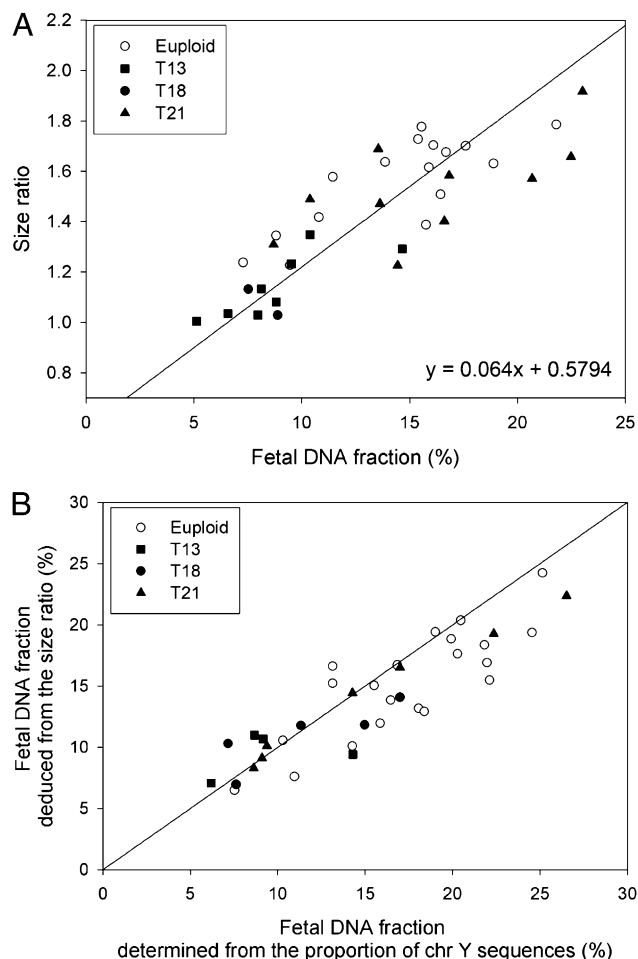 A
2.2
2.0
1.8
1.6
1.4
1.2
1.0
0.8
Size ratio
Euploid
T13
T18
T21
y = 0.064x + 0.5794
0 5 10 15 20 25
Fetal DNA fraction (%)
B
30
25
20
15
10
5
0
Fetal DNA fraction
deduced from the size ratio (%)
Euploid
T13
T18
T21
0 5 10 15 20 25 30
Fetal DNA fraction
determined from the proportion of chr Y sequences (%)